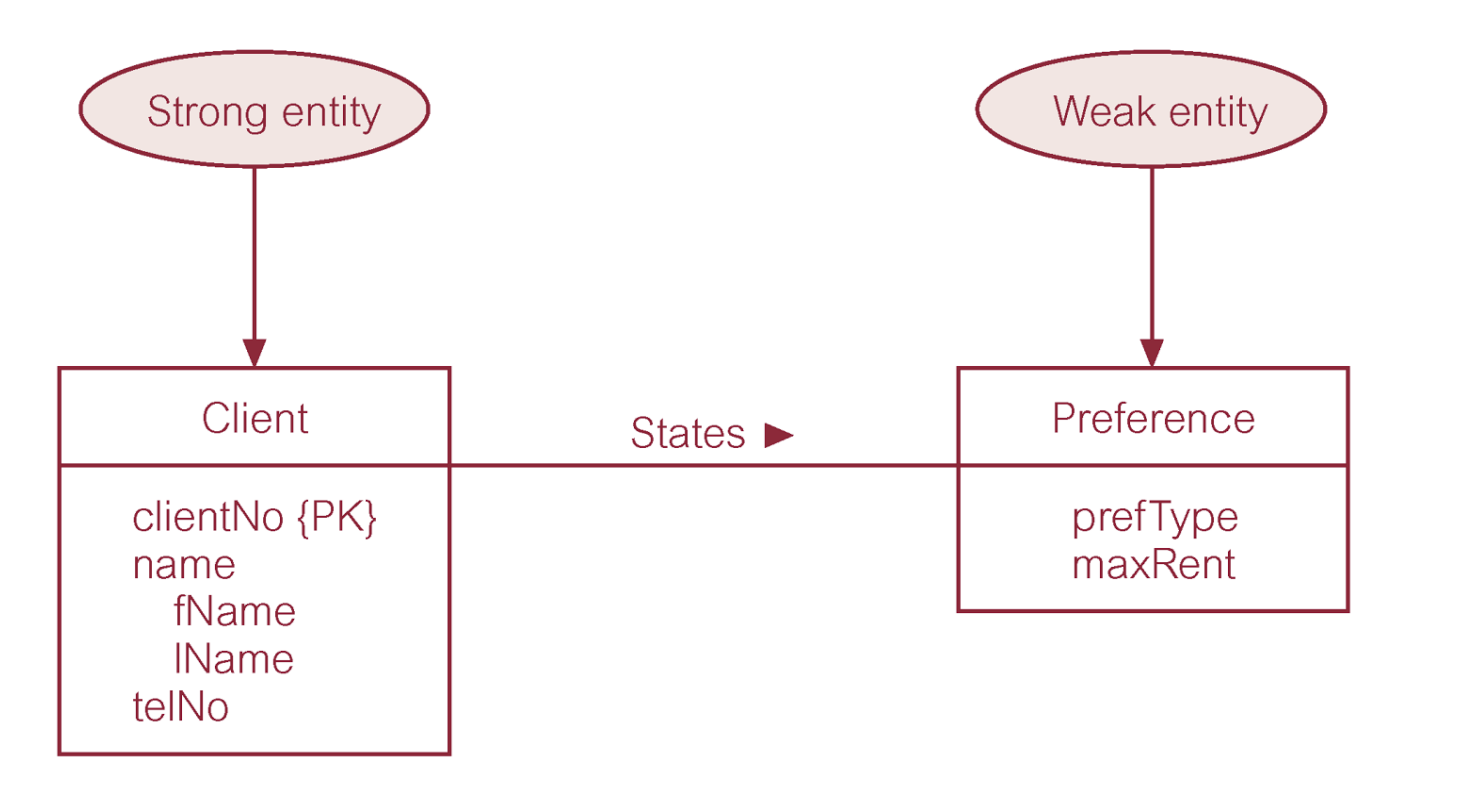 Strong entity
Weak entity
Client
States ►
Preference
clientNo {PK}
name
fName
lName
telNo
prefType
maxRent